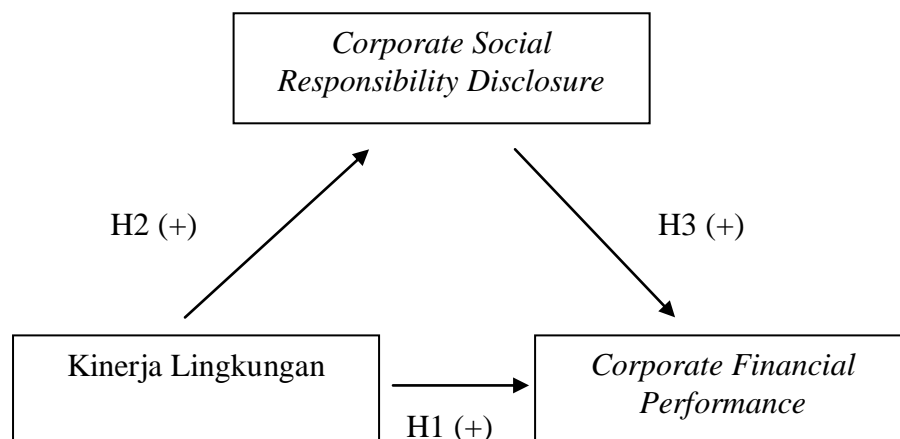 Corporate Social
Responsibility Disclosure
H2 (+)
H3 (+)
Kinerja Lingkungan
Corporate Financial
Performance
H1 (+)